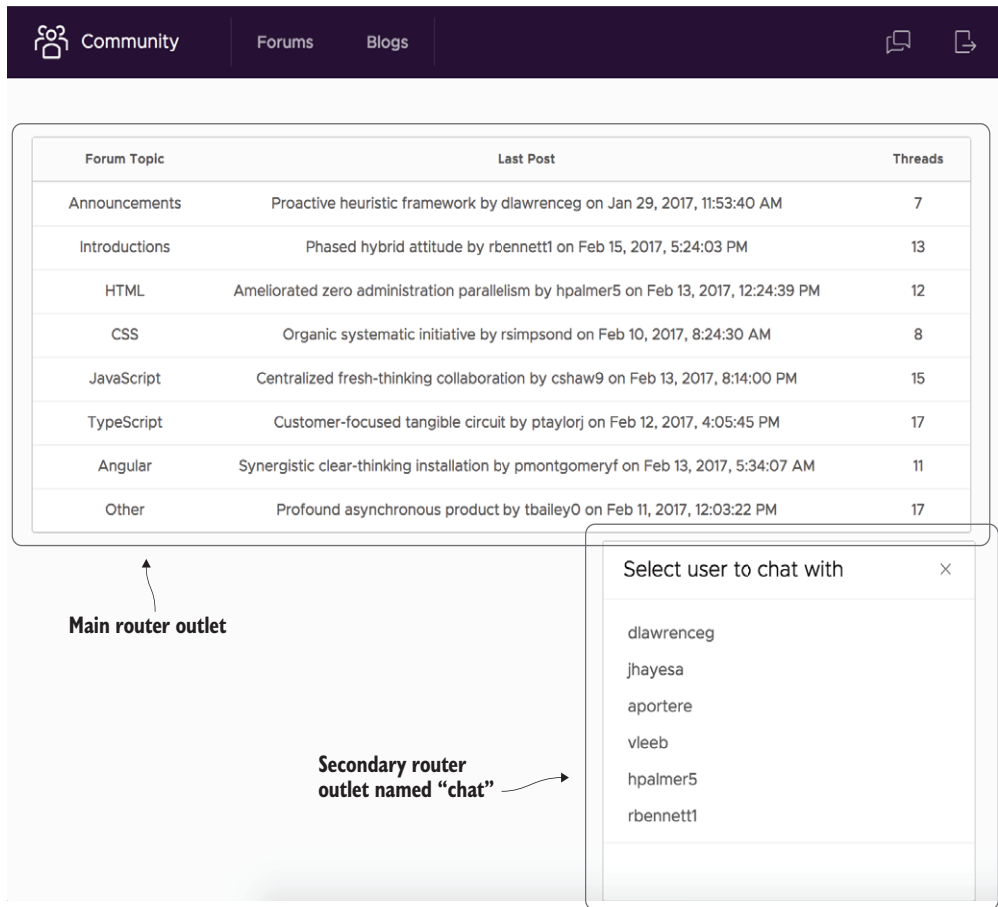 Community Forums Blogs
Forum Topic Last Post Threads
Announcements Proactive heuristic framework by dlawrenceg on Jan 29, 2017, 11:53:40 AM 7
Introductions Phased hybrid attitude by rbennett1 on Feb 15, 2017, 5:24:03 PM 13
HTML Ameliorated zero administration parallelism by hpalmer5 on Feb 13, 2017, 12:24:39 PM 12
CSS Organic systematic initiative by rsimpsond on Feb 10, 2017, 8:24:30 AM 8
JavaScript Centralized fresh-thinking collaboration by cshaw9 on Feb 13, 2017, 8:14:00 PM 15
TypeScript Customer-focused tangible circuit by ptaylorj on Feb 12, 2017, 4:05:45 PM 17
Angular Synergistic clear-thinking installation by pmontgomeryf on Feb 13, 2017, 5:34:07 AM 11
Other Profound asynchronous product by tbailey0 on Feb 11, 2017, 12:03:22 PM 17
Main router outlet
Select user to chat with
dlawrenceg
jhayesa
aportere
vleeb
hpalmer5
rbennett1
Secondary router
outlet named “chat”